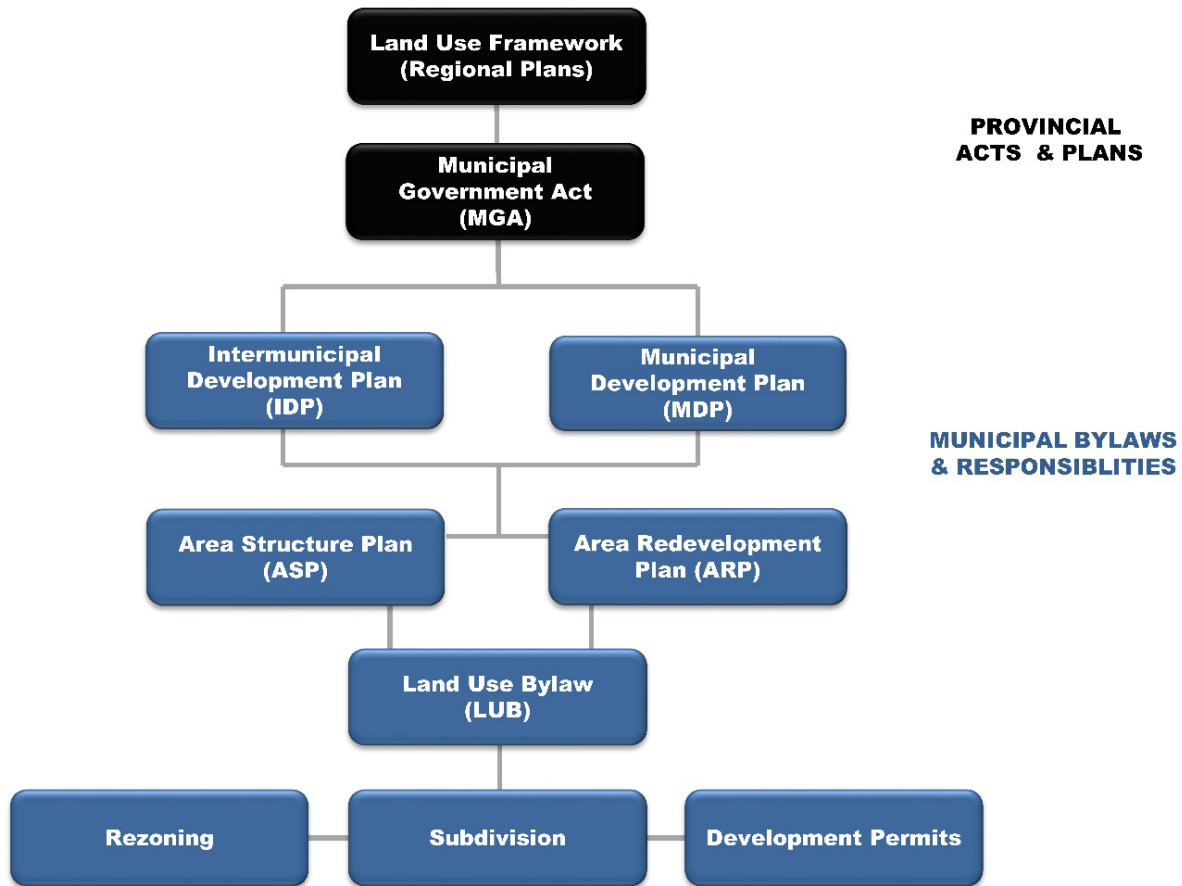 Land Use Framework
(Regional Plans)
PROVINCIAL
ACTS & PLANS
Municipal
Government Act
(MGA)
Intermunicipal
Development Plan
(IDP)
Municipal
Development Plan
(MDP)
MUNICIPAL BYLAWS
& RESPONSIBLITIES
Area Structure Plan
(ASP)
Area Redevelopment
Plan (ARP)
Land Use Bylaw
(LUB)
Rezoning
Subdivision
Development Permits